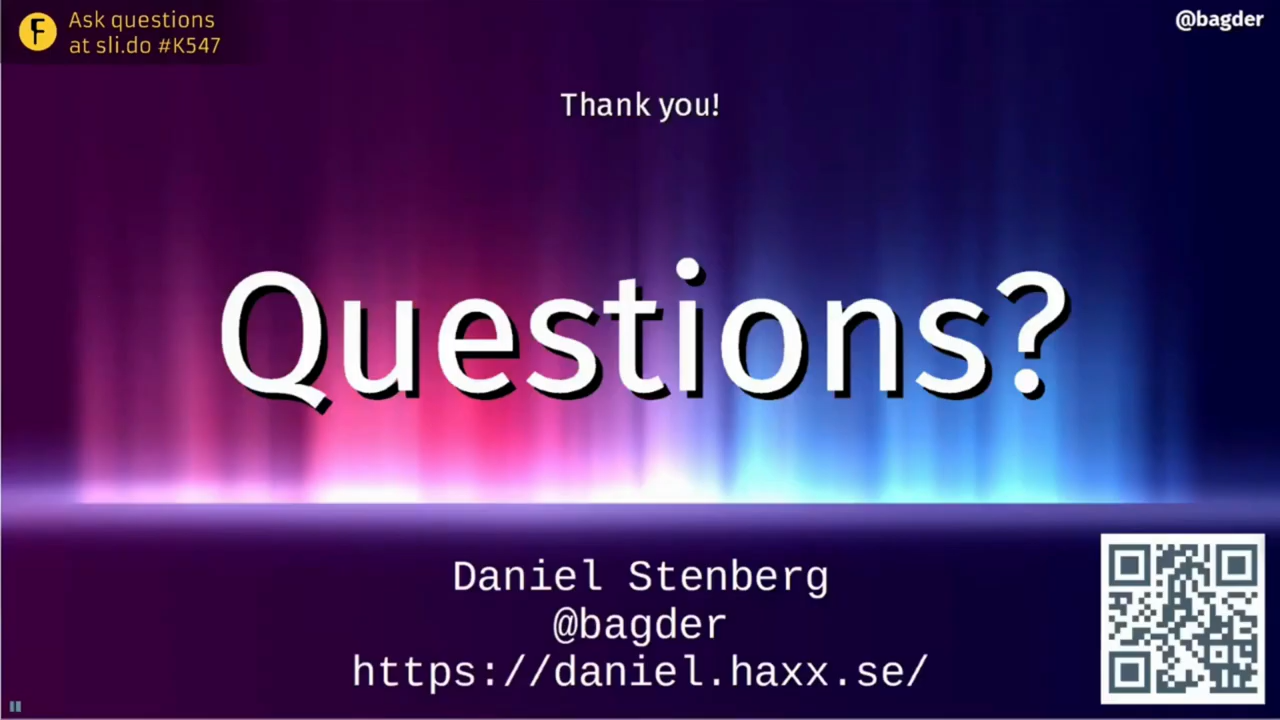 Ask questions
at sli.do #K547
@bagder
Thank you!
Questions?
Daniel Stenberg
@bagder
https://daniel.haxx.se/